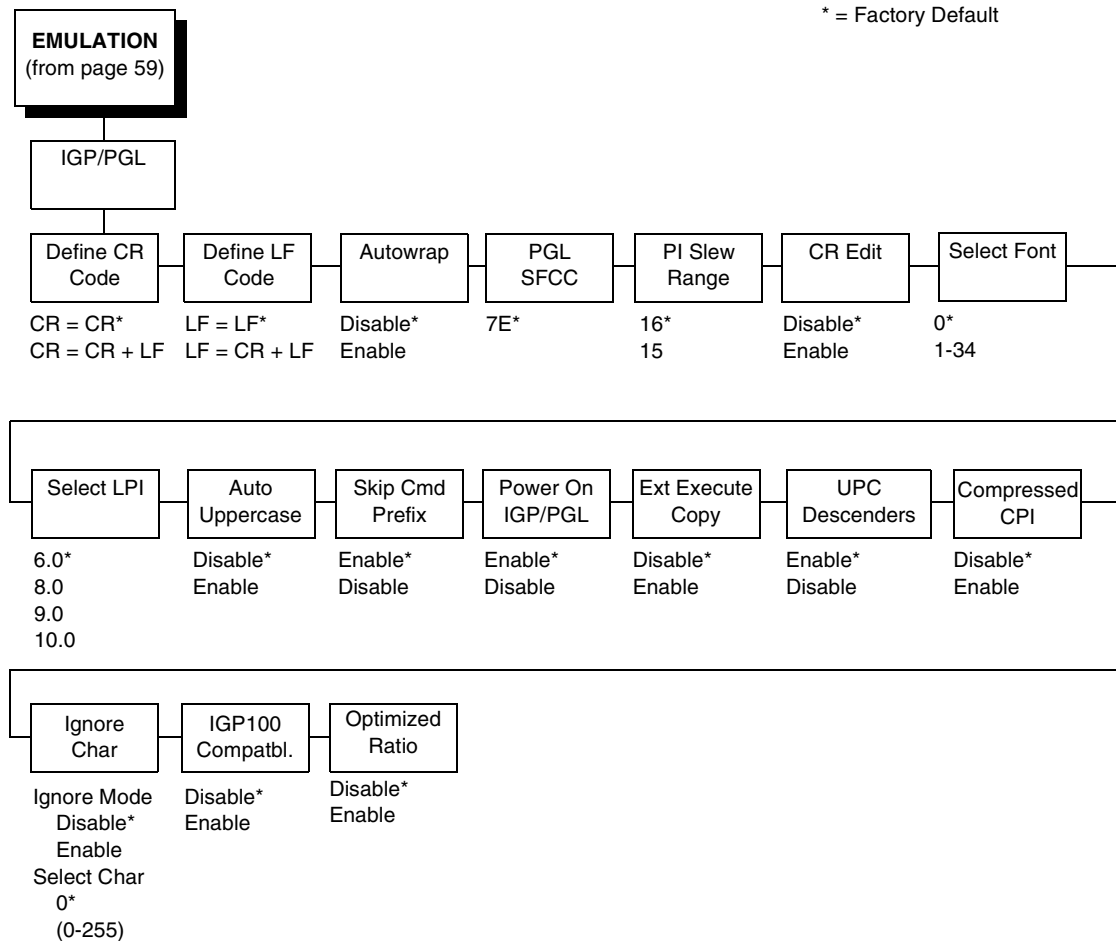 * = Factory Default
EMULATION
(from page 59)
IGP/PGL
Define CR
Code
CR = CR*
CR = CR + LF
Define LF
Code
LF = LF*
LF = CR + LF
Autowrap
Disable*
Enable
PGL
SFCC
7E*
PI Slew
Range
16*
15
CR Edit
Disable*
Enable
Select Font
0*
1-34
Select LPI
6.0*
8.0
9.0
10.0
Auto
Uppercase
Disable*
Enable
Skip Cmd
Prefix
Enable*
Disable
Power On
IGP/PGL
Enable*
Disable
Ext Execute
Copy
Disable*
Enable
UPC
Descenders
Enable*
Disable
Compressed
CPI
Disable*
Enable
Ignore
Char
Ignore Mode
Disable*
Enable
Select Char
0*
(0-255)
IGP100
Compatbl.
Disable*
Enable
Optimized
Ratio
Disable*
Enable